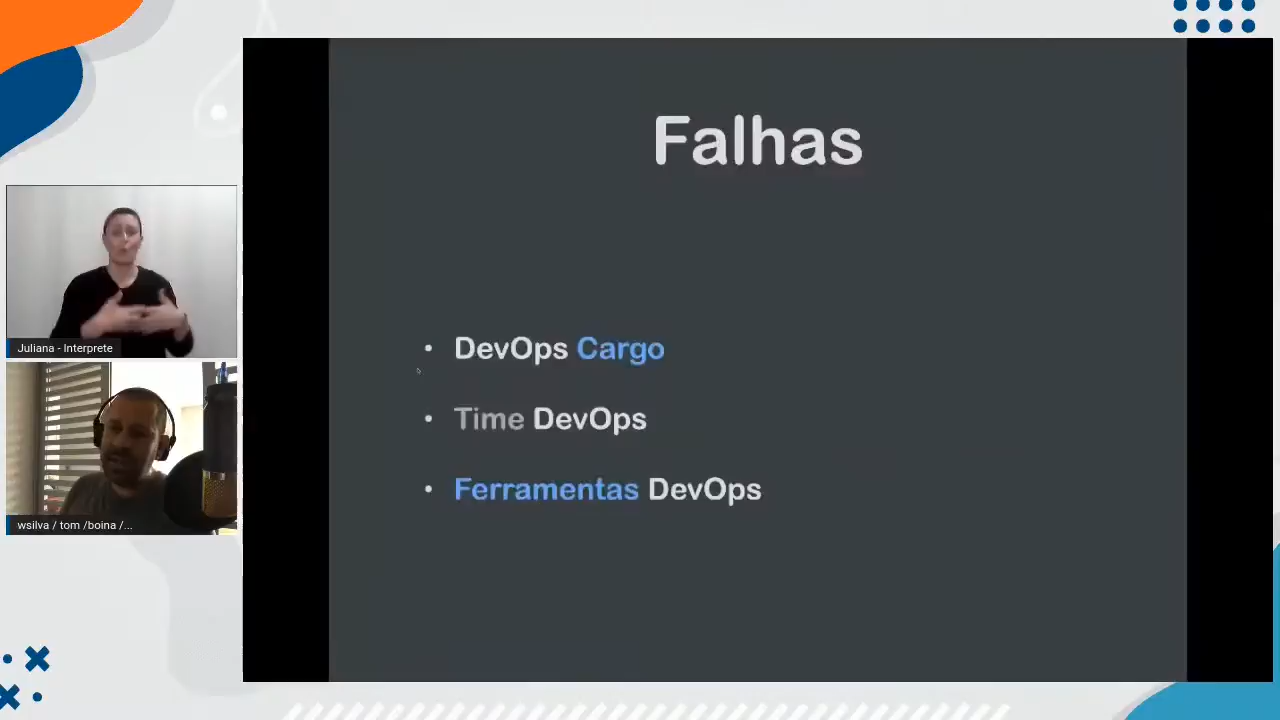 Falhas
• DevOps Cargo
• Time DevOps
• Ferramentas DevOps
Juliana - Interprete
wsilva / tom /boina /...